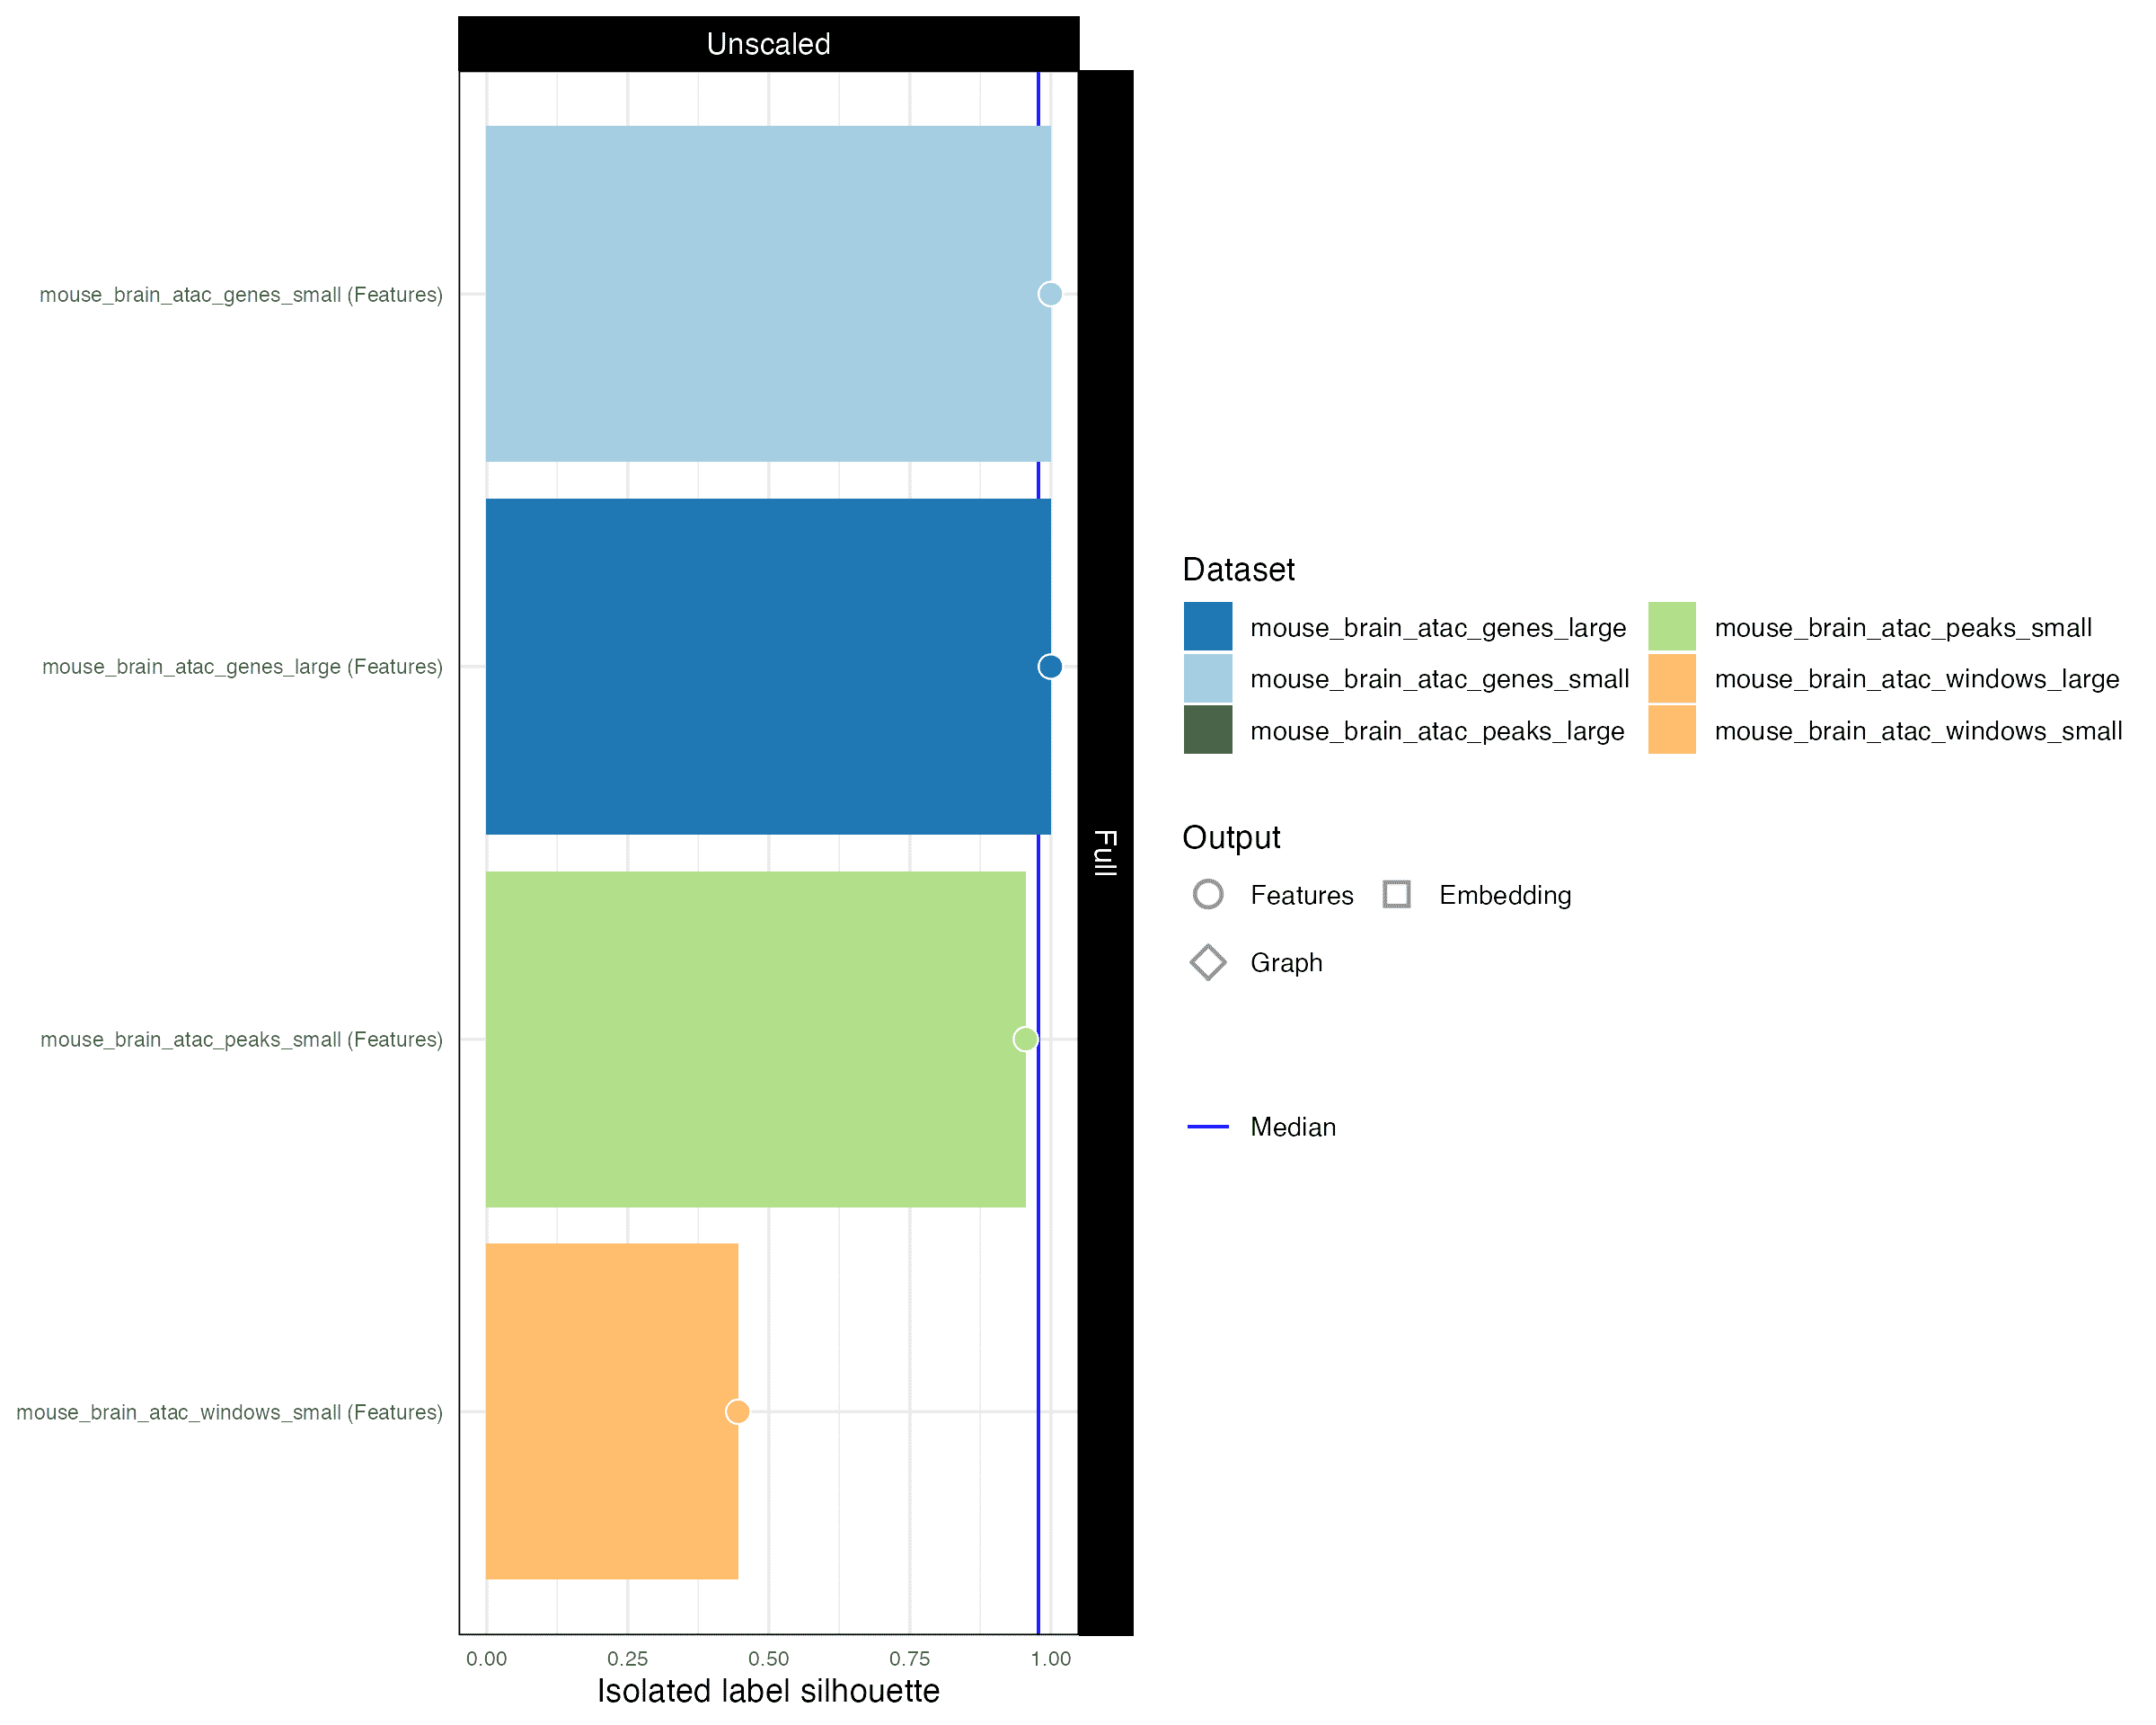 Unscaled
Full
mouse_brain_atac_genes_small (Features)
mouse_brain_atac_genes_large (Features)
mouse_brain_atac_peaks_small (Features)
mouse_brain_atac_windows_small (Features)
0.00 0.25 0.50 0.75 1.00
Isolated label silhouette
Dataset
mouse_brain_atac_genes_large mouse_brain_atac_peaks_small
mouse_brain_atac_genes_small mouse_brain_atac_windows_large
mouse_brain_atac_peaks_large mouse_brain_atac_windows_small
Output
Features Embedding
Graph
Median